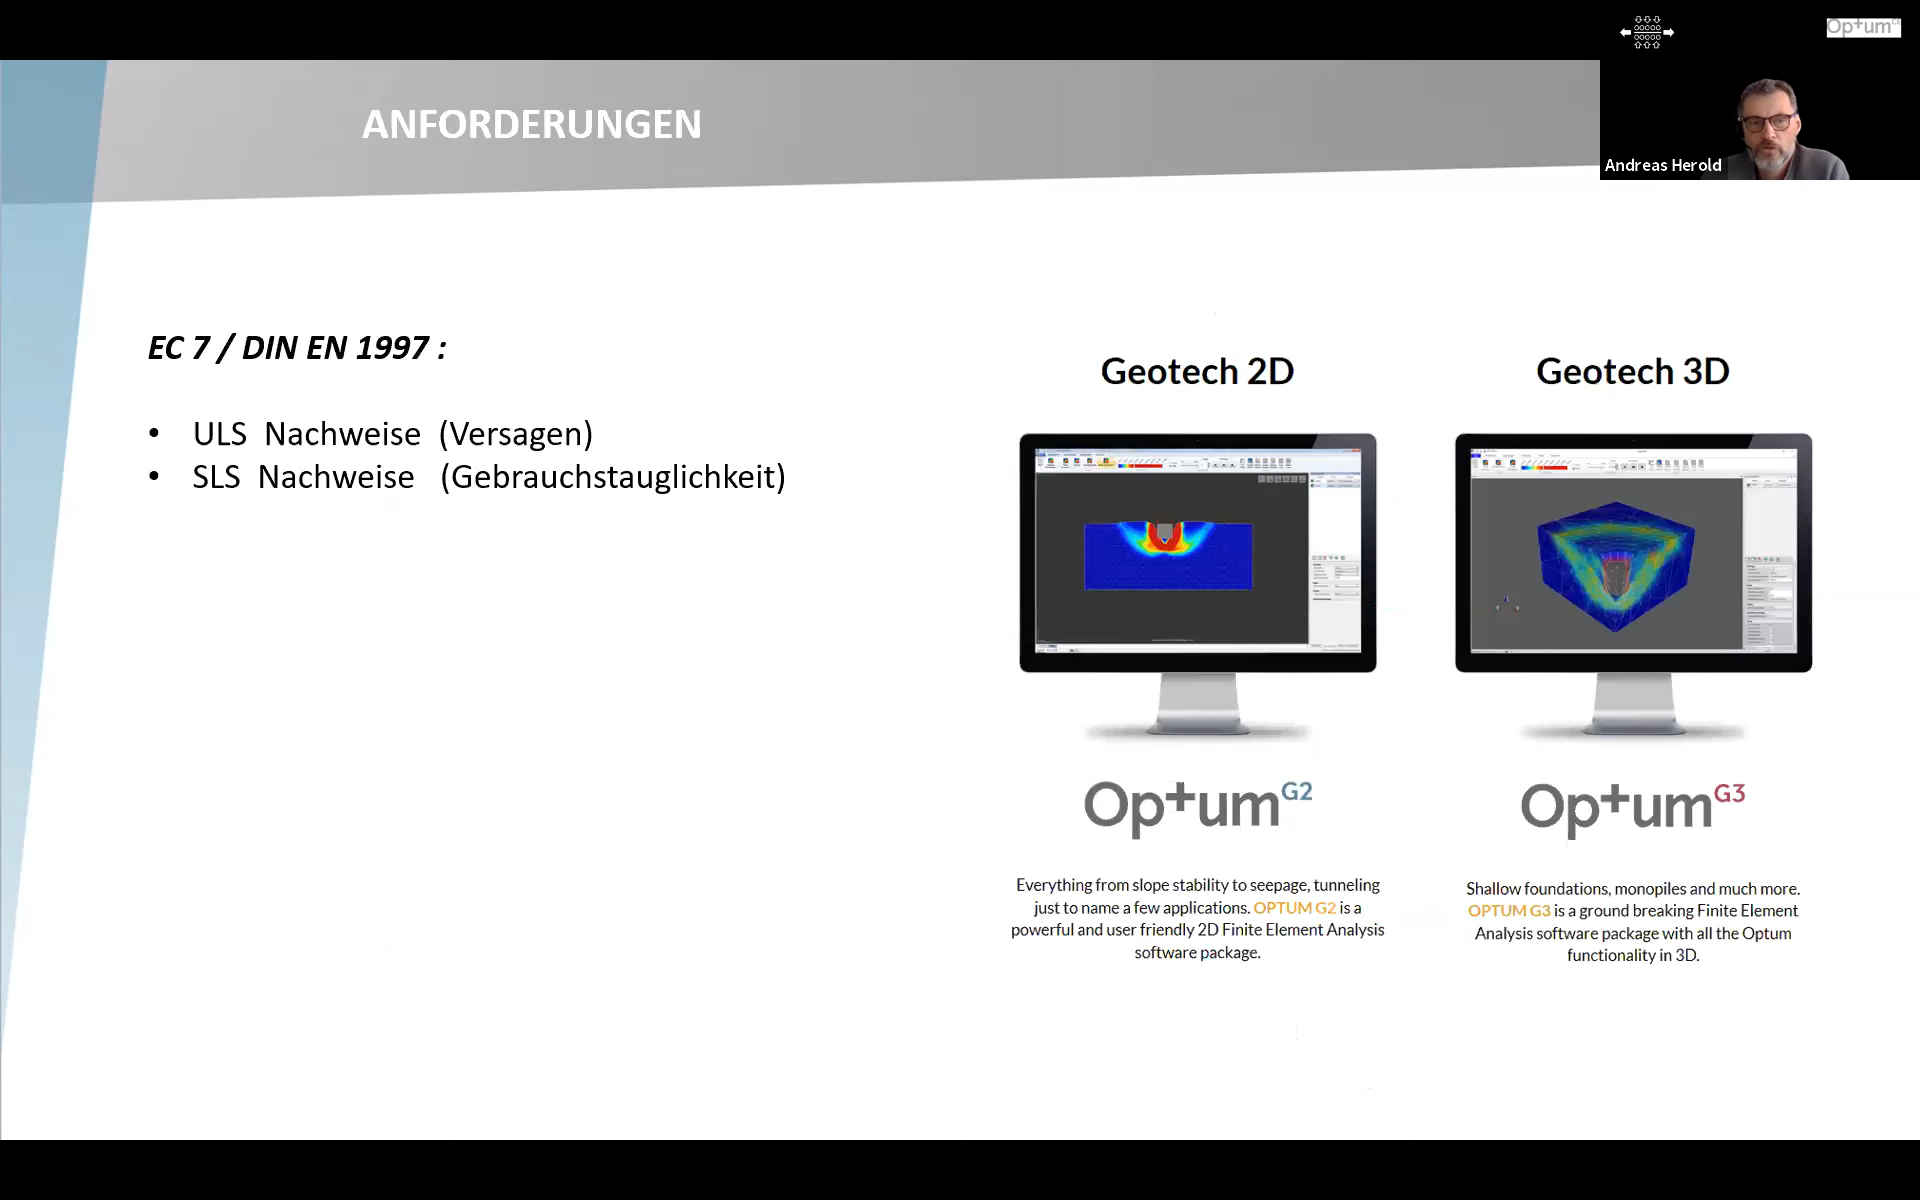 Optum
Andreas Herold
ANFORDERUNGEN
EC 7 / DIN EN 1997 :
• ULS Nachweise (Versagen)
• SLS Nachweise (Gebrauchstauglichkeit)
Geotech 2D
Optum G2
Everything from slope stability to seepage, tunneling
just to name a few applications. OPTUM G2 is a
powerful and user friendly 2D Finite Element Analysis
software package.
Geotech 3D
Optum G3
Shallow foundations, monopiles and much more.
OPTUM G3 is a ground breaking Finite Element
Analysis software package with all the Optum
functionality in 3D.